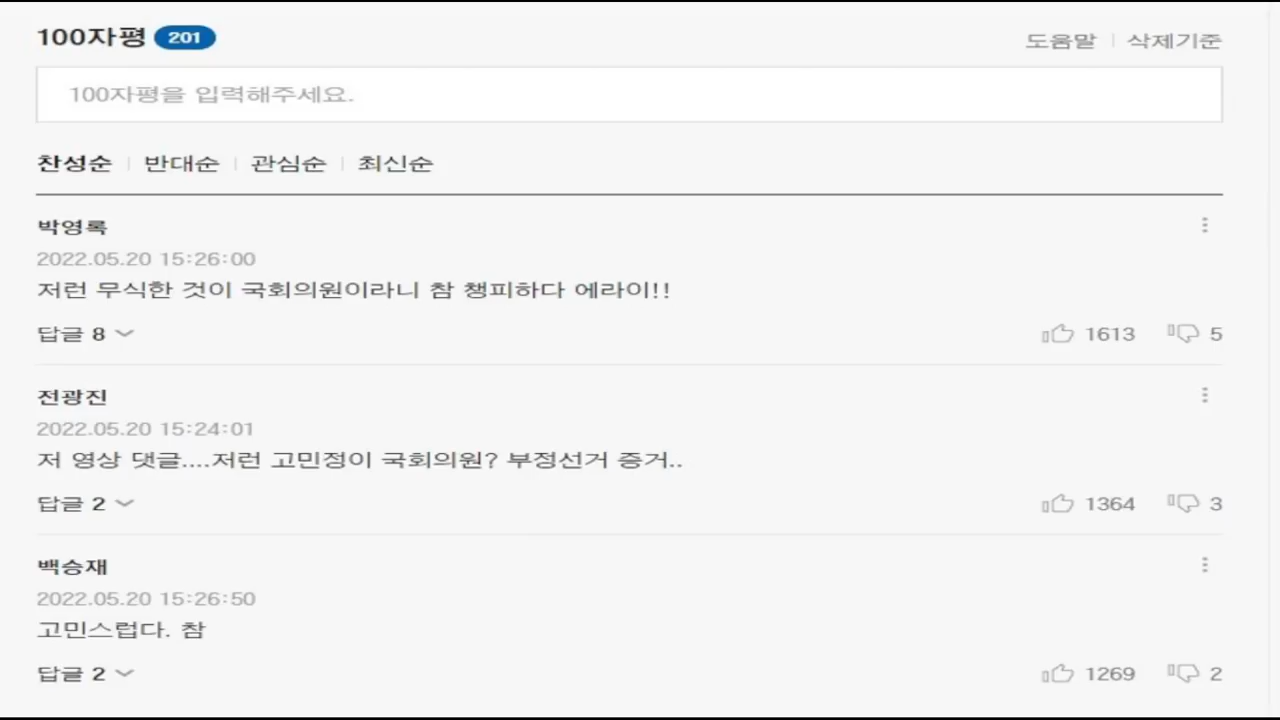 100자평 201
도움말 | 삭제기준
100자평을 입력해주세요.
찬성순 | 반대순 | 관심순 | 최신순
박영록
2022.05.20 15:26:00
저런 무식한 것이 국회의원이라니 참 챙피하다 에라이!!
답글 8
1613 5
전광진
2022.05.20 15:24:01
저 영상 댓글....저런 고민정이 국회의원? 부정선거 증거..
답글 2
1364 3
백승재
2022.05.20 15:26:50
고민스럽다. 참
답글 2
1269 2